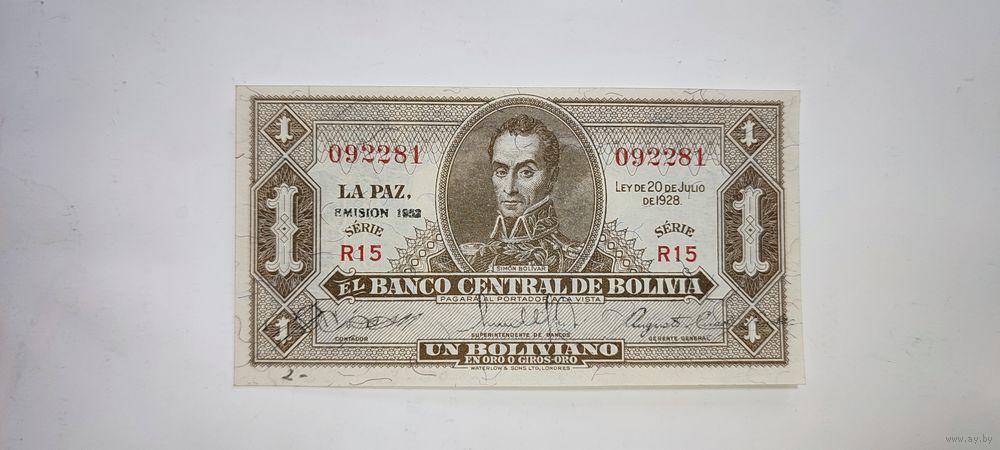 1 1
092281 092281
LA PAZ,
EMISION 1952
LEY DE 20 DE JULIO
DE 1928.
SÉRIE SÉRIE
R15 R15
1 1
SIMÓN BOLIVAR
EL BANCO CENTRAL DE BOLIVIA
PAGARÁ AL PORTADOR A LA VISTA
1 1
CONTADOR SUPERINTENDENTE DE BANCOS GERENTE GENERAL
UN BOLIVIANO
EN ORO O GIROS-ORO
WATERLOW & SONS LTD, LONDRES
2-
www.ay.by